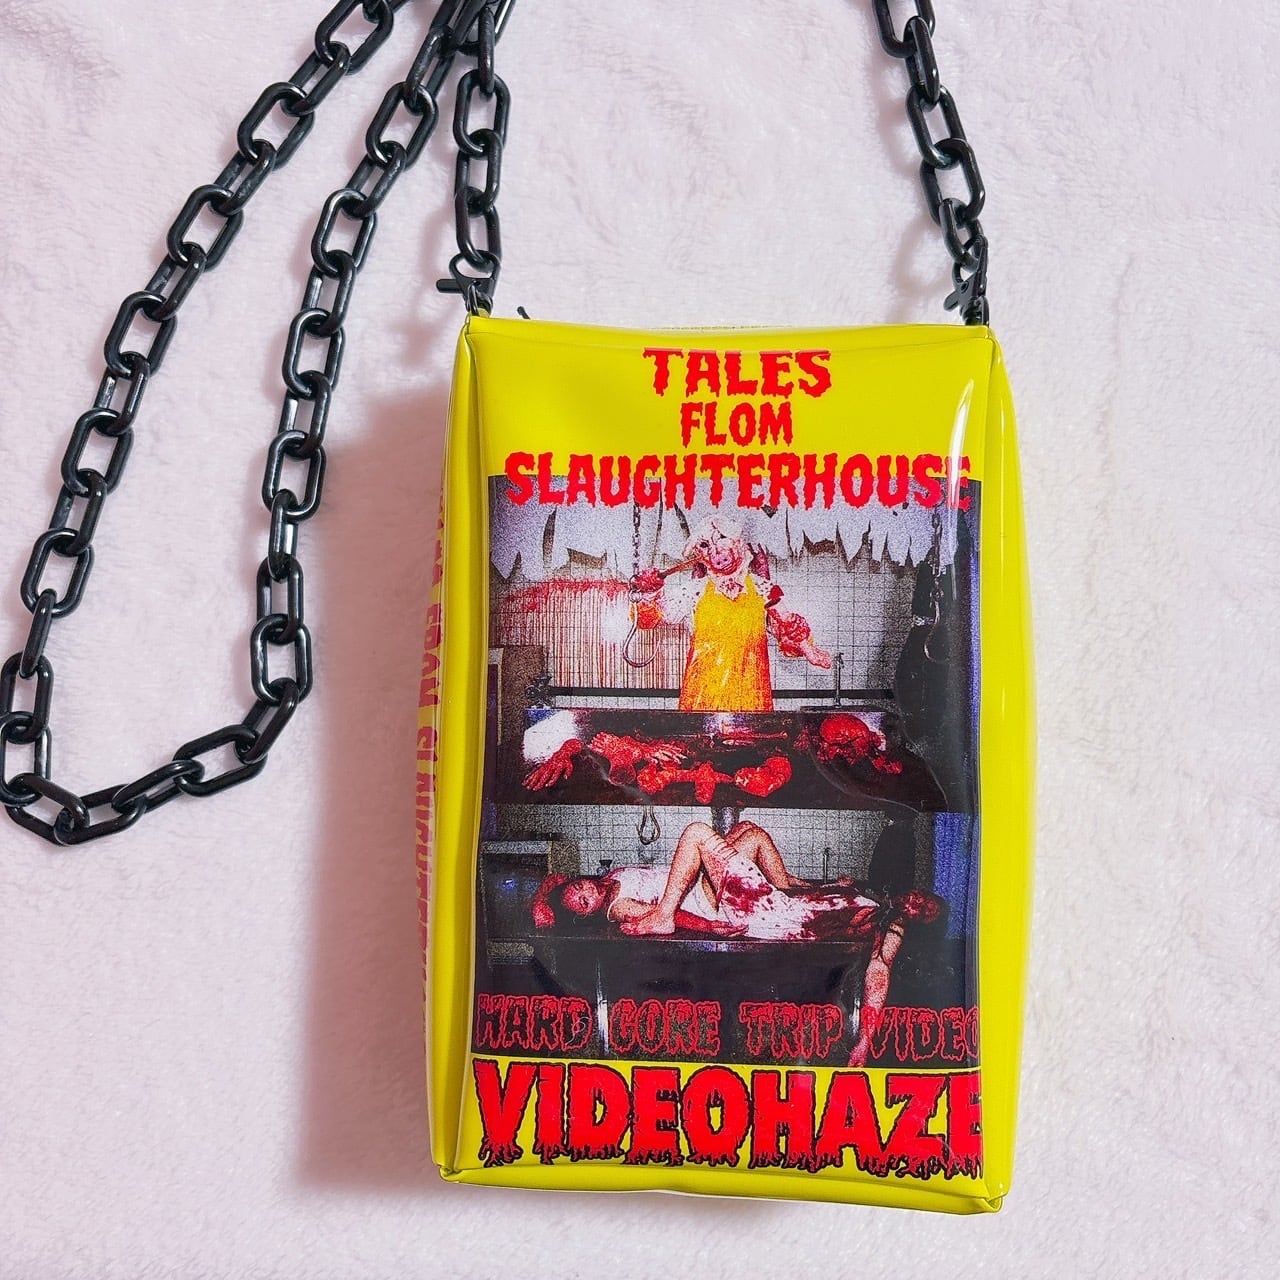 TALES
FLOM
SLAUGHTERHOUSE
HARD CORE TRIP VIDEO
VIDEOHAZE